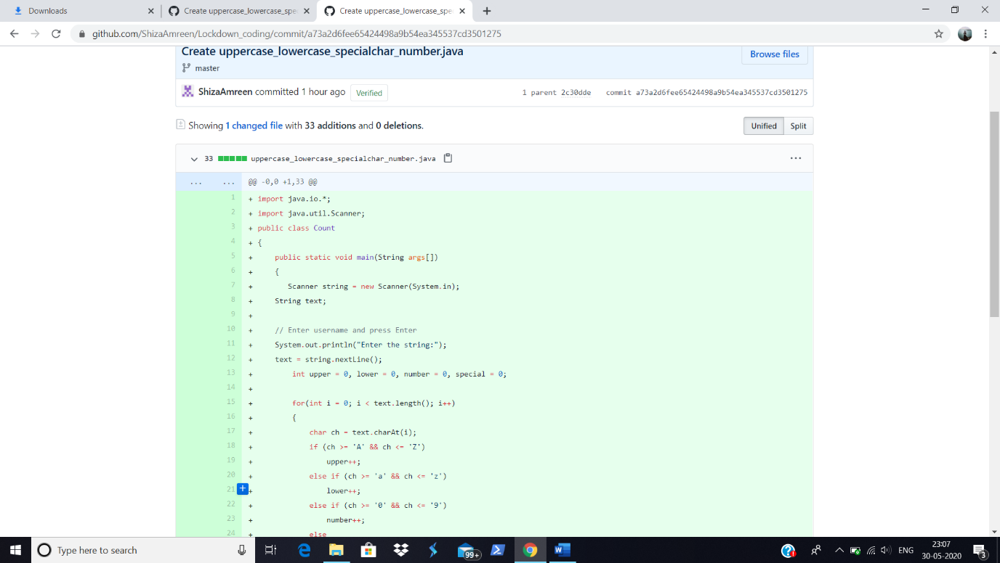 Downloads
Create uppercase_lowercase_spe
Create uppercase_lowercase_spe
github.com/ShizaAmreen/Lockdown_coding/commit/a73a2d6fee65424498a9b54ea345537cd3501275
Create uppercase_lowercase_specialchar_number.java
Browse files
master
ShizaAmreen committed 1 hour ago Verified
1 parent 2c30dde commit a73a2d6fee65424498a9b54ea345537cd3501275
Showing 1 changed file with 33 additions and 0 deletions.
Unified Split
33 uppercase_lowercase_specialchar_number.java ...
... ... @@ -0,0 +1,33 @@
1 + import java.io.*;
2 + import java.util.Scanner;
3 + public class Count
4 + {
5 + public static void main(String args[])
6 + {
7 + Scanner string = new Scanner(System.in);
8 + String text;
9 +
10 + // Enter username and press Enter
11 + System.out.println("Enter the string:");
12 + text = string.nextLine();
13 + int upper = 0, lower = 0, number = 0, special = 0;
14 +
15 + for(int i = 0; i < text.length(); i++)
16 + {
17 + char ch = text.charAt(i);
18 + if (ch >= 'A' && ch <= 'Z')
19 + upper++;
20 + else if (ch >= 'a' && ch <= 'z')
21 + lower++;
22 + else if (ch >= '0' && ch <= '9')
23 + number++;
24 + else
Type here to search
99+
W
ENG
23:07
30-05-2020
3